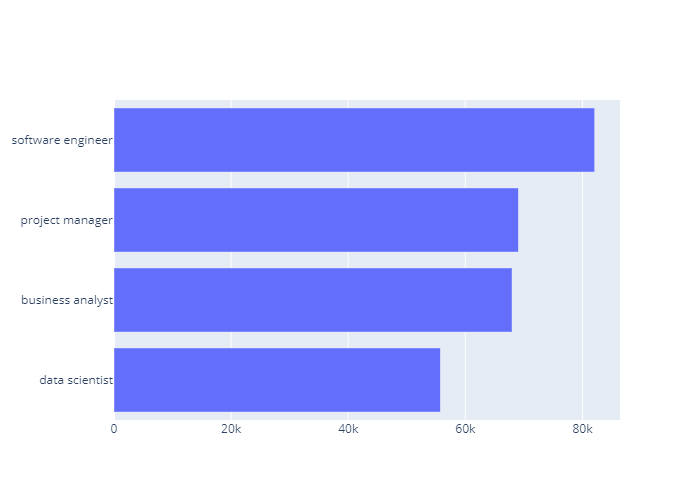 software engineer
project manager
business analyst
data scientist
0 20k 40k 60k 80k